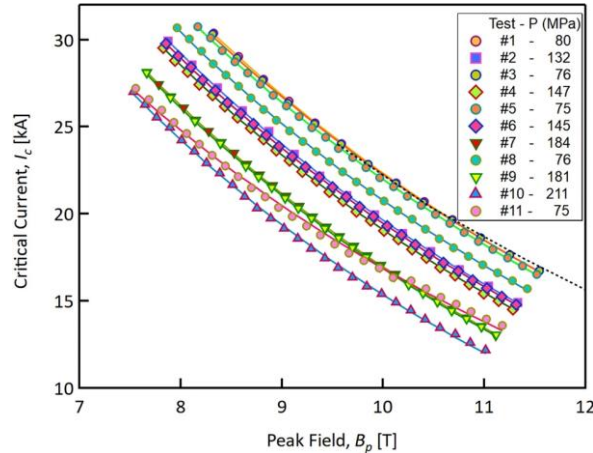 Test - P (MPa)
#1 - 80
#2 - 132
#3 - 76
#4 - 147
#5 - 75
#6 - 145
#7 - 184
#8 - 76
#9 - 181
#10 - 211
#11 - 75
30
25
20
15
10
Critical Current, I_c [kA]
7 8 9 10 11 12
Peak Field, B_p [T]